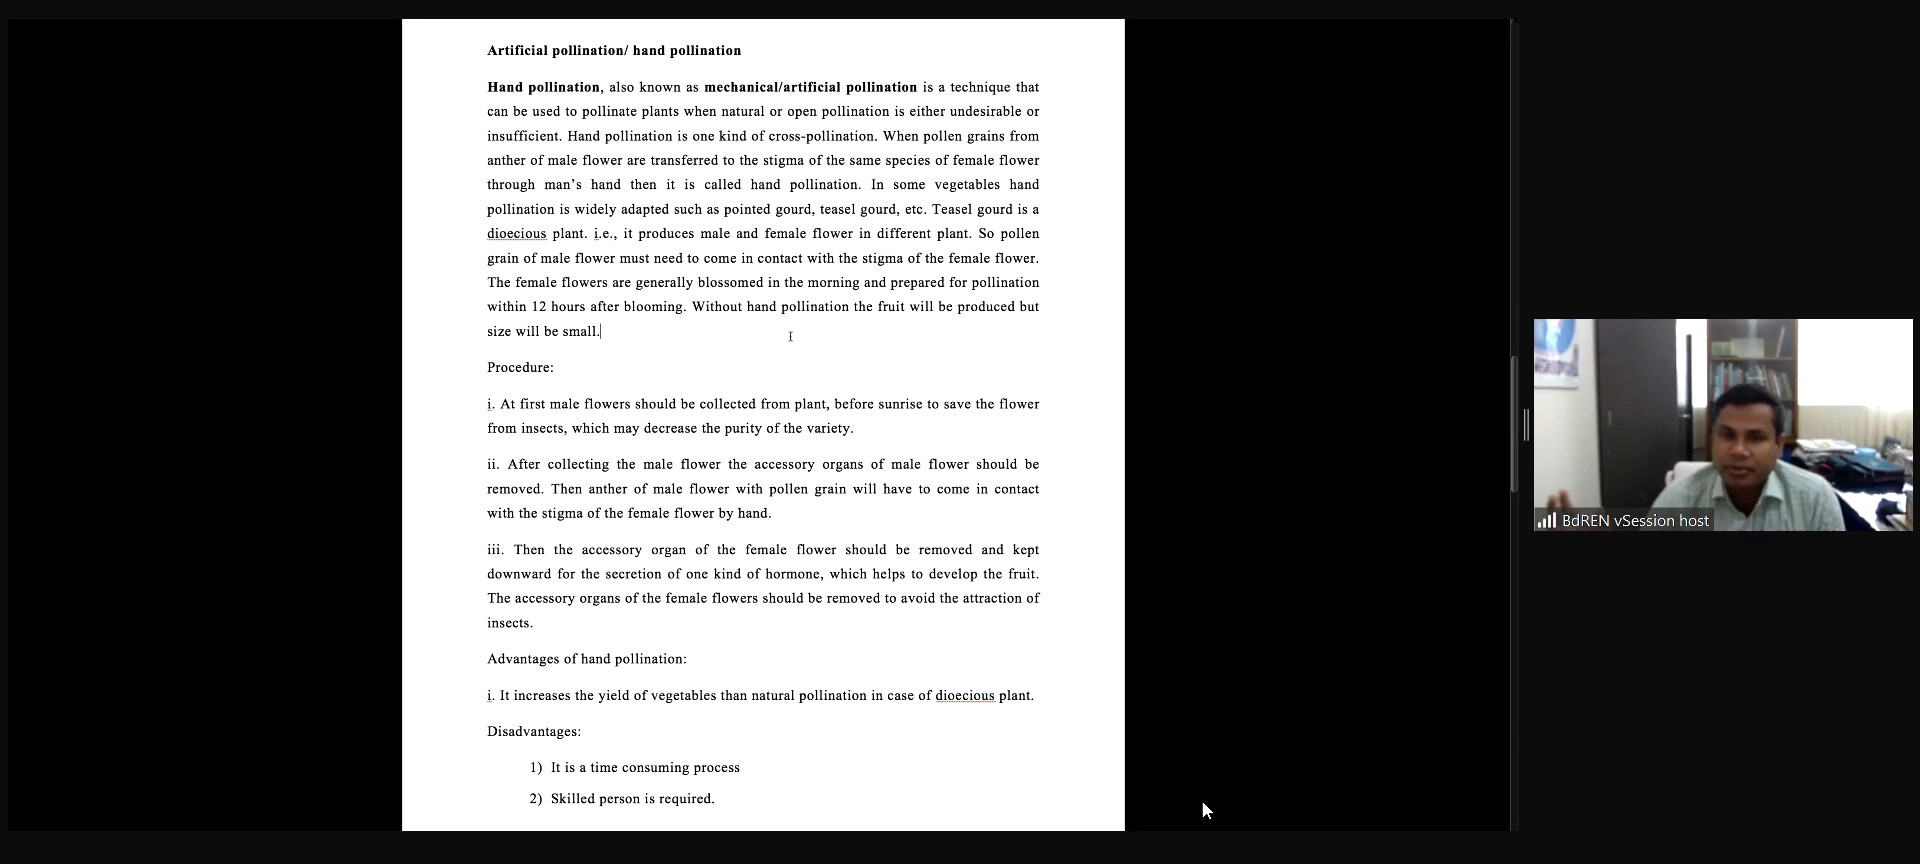 Artificial pollination/ hand pollination
Hand pollination, also known as mechanical/artificial pollination is a technique that
can be used to pollinate plants when natural or open pollination is either undesirable or
insufficient. Hand pollination is one kind of cross-pollination. When pollen grains from
anther of male flower are transferred to the stigma of the same species of female flower
through man’s hand then it is called hand pollination. In some vegetables hand
pollination is widely adapted such as pointed gourd, teasel gourd, etc. Teasel gourd is a
dioecious plant. i.e., it produces male and female flower in different plant. So pollen
grain of male flower must need to come in contact with the stigma of the female flower.
The female flowers are generally blossomed in the morning and prepared for pollination
within 12 hours after blooming. Without hand pollination the fruit will be produced but
size will be small.
Procedure:
i. At first male flowers should be collected from plant, before sunrise to save the flower
from insects, which may decrease the purity of the variety.
ii. After collecting the male flower the accessory organs of male flower should be
removed. Then anther of male flower with pollen grain will have to come in contact
with the stigma of the female flower by hand.
iii. Then the accessory organ of the female flower should be removed and kept
downward for the secretion of one kind of hormone, which helps to develop the fruit.
The accessory organs of the female flowers should be removed to avoid the attraction of
insects.
Advantages of hand pollination:
i. It increases the yield of vegetables than natural pollination in case of dioecious plant.
Disadvantages:
1) It is a time consuming process
2) Skilled person is required.
BdREN vSession host